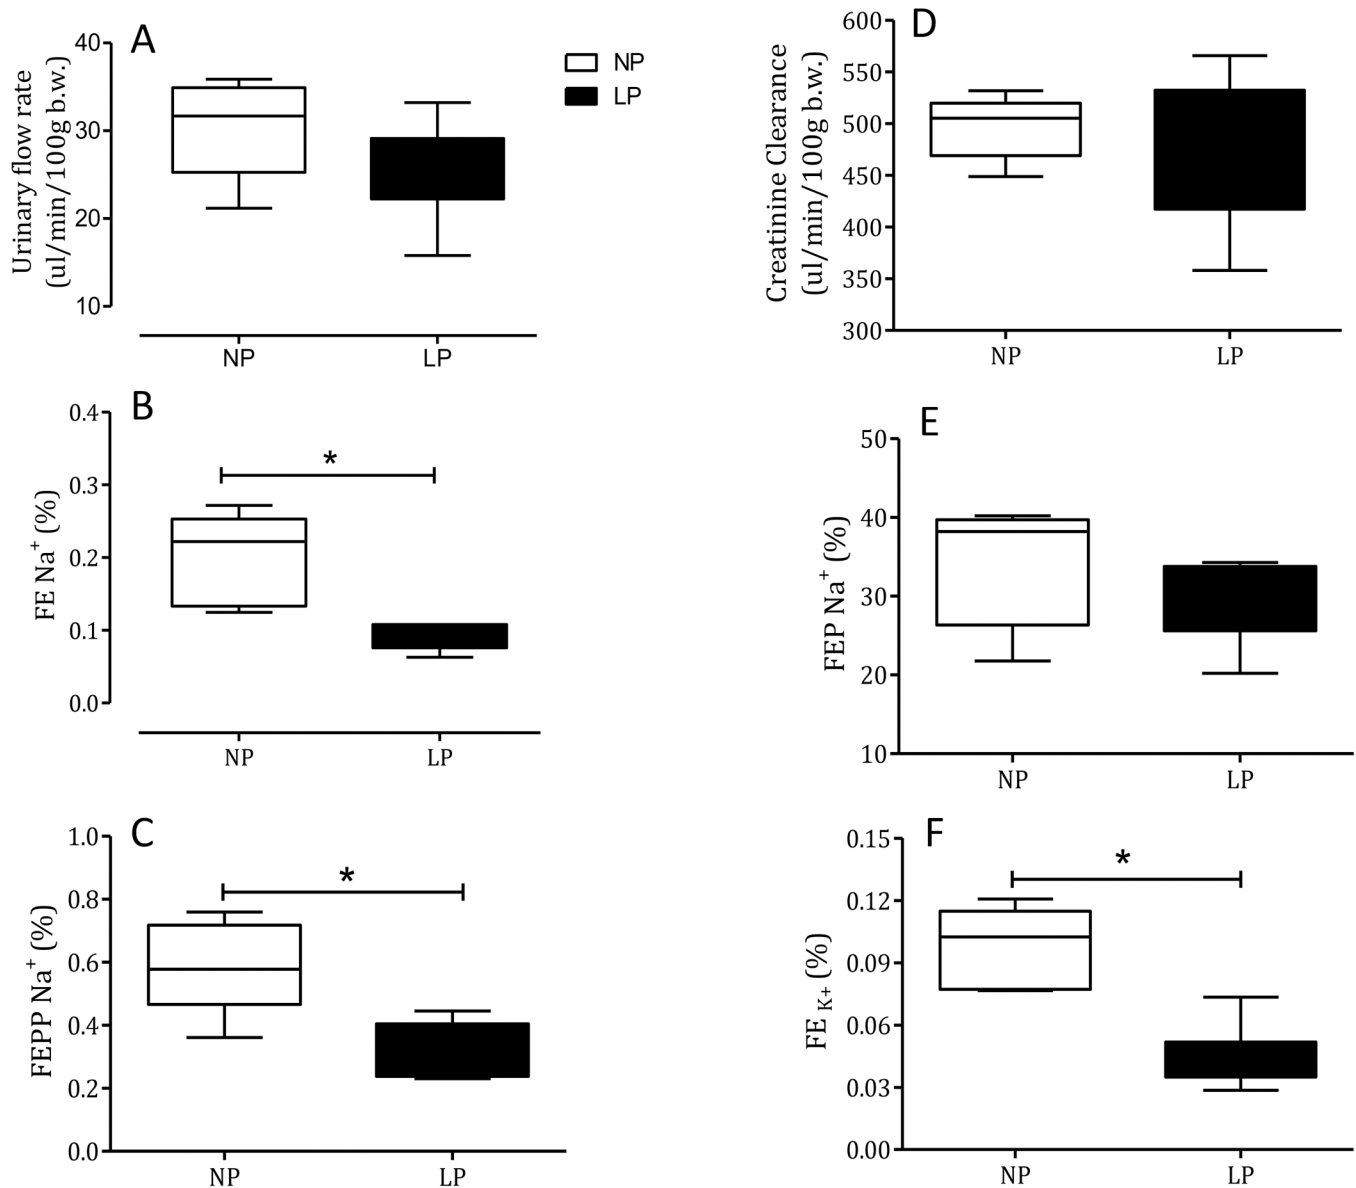 A
40
30
20
10
Urinary flow rate
(ul/min/100g b.w.)
NP
LP
NP
LP
D
600
550
500
450
400
350
300
Creatinine Clearance
(ul/min/100g b.w.)
NP
LP
B
0.4
0.3
0.2
0.1
0.0
FE Na⁺ (%)
*
NP
LP
E
50
40
30
20
10
FEP Na⁺ (%)
NP
LP
C
1.0
0.8
0.6
0.4
0.2
0.0
FEPP Na⁺ (%)
*
NP
LP
F
0.15
0.12
0.09
0.06
0.03
0.00
FE K+ (%)
*
NP
LP